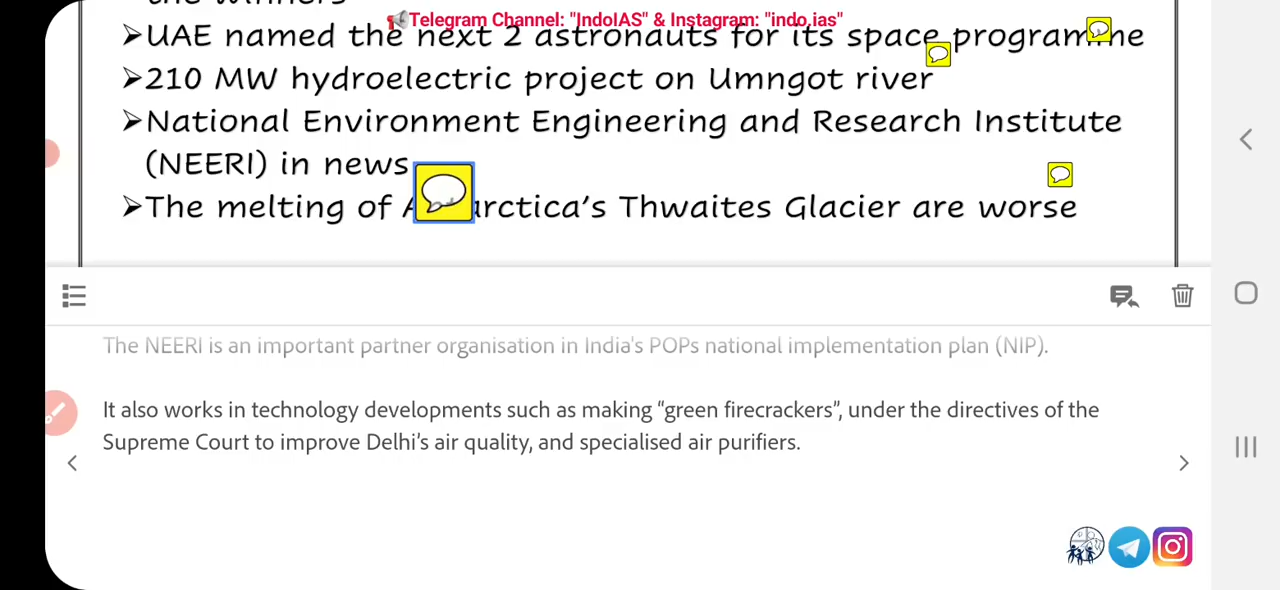 the winners
Telegram Channel: "IndoIAS" & Instagram: "indo.ias"
➢UAE named the next 2 astronauts for its space programme
➢210 MW hydroelectric project on Umngot river
➢National Environment Engineering and Research Institute
(NEERI) in news
➢The melting of Antarctica's Thwaites Glacier are worse
The NEERI is an important partner organisation in India's POPs national implementation plan (NIP).
It also works in technology developments such as making “green firecrackers”, under the directives of the
Supreme Court to improve Delhi’s air quality, and specialised air purifiers.